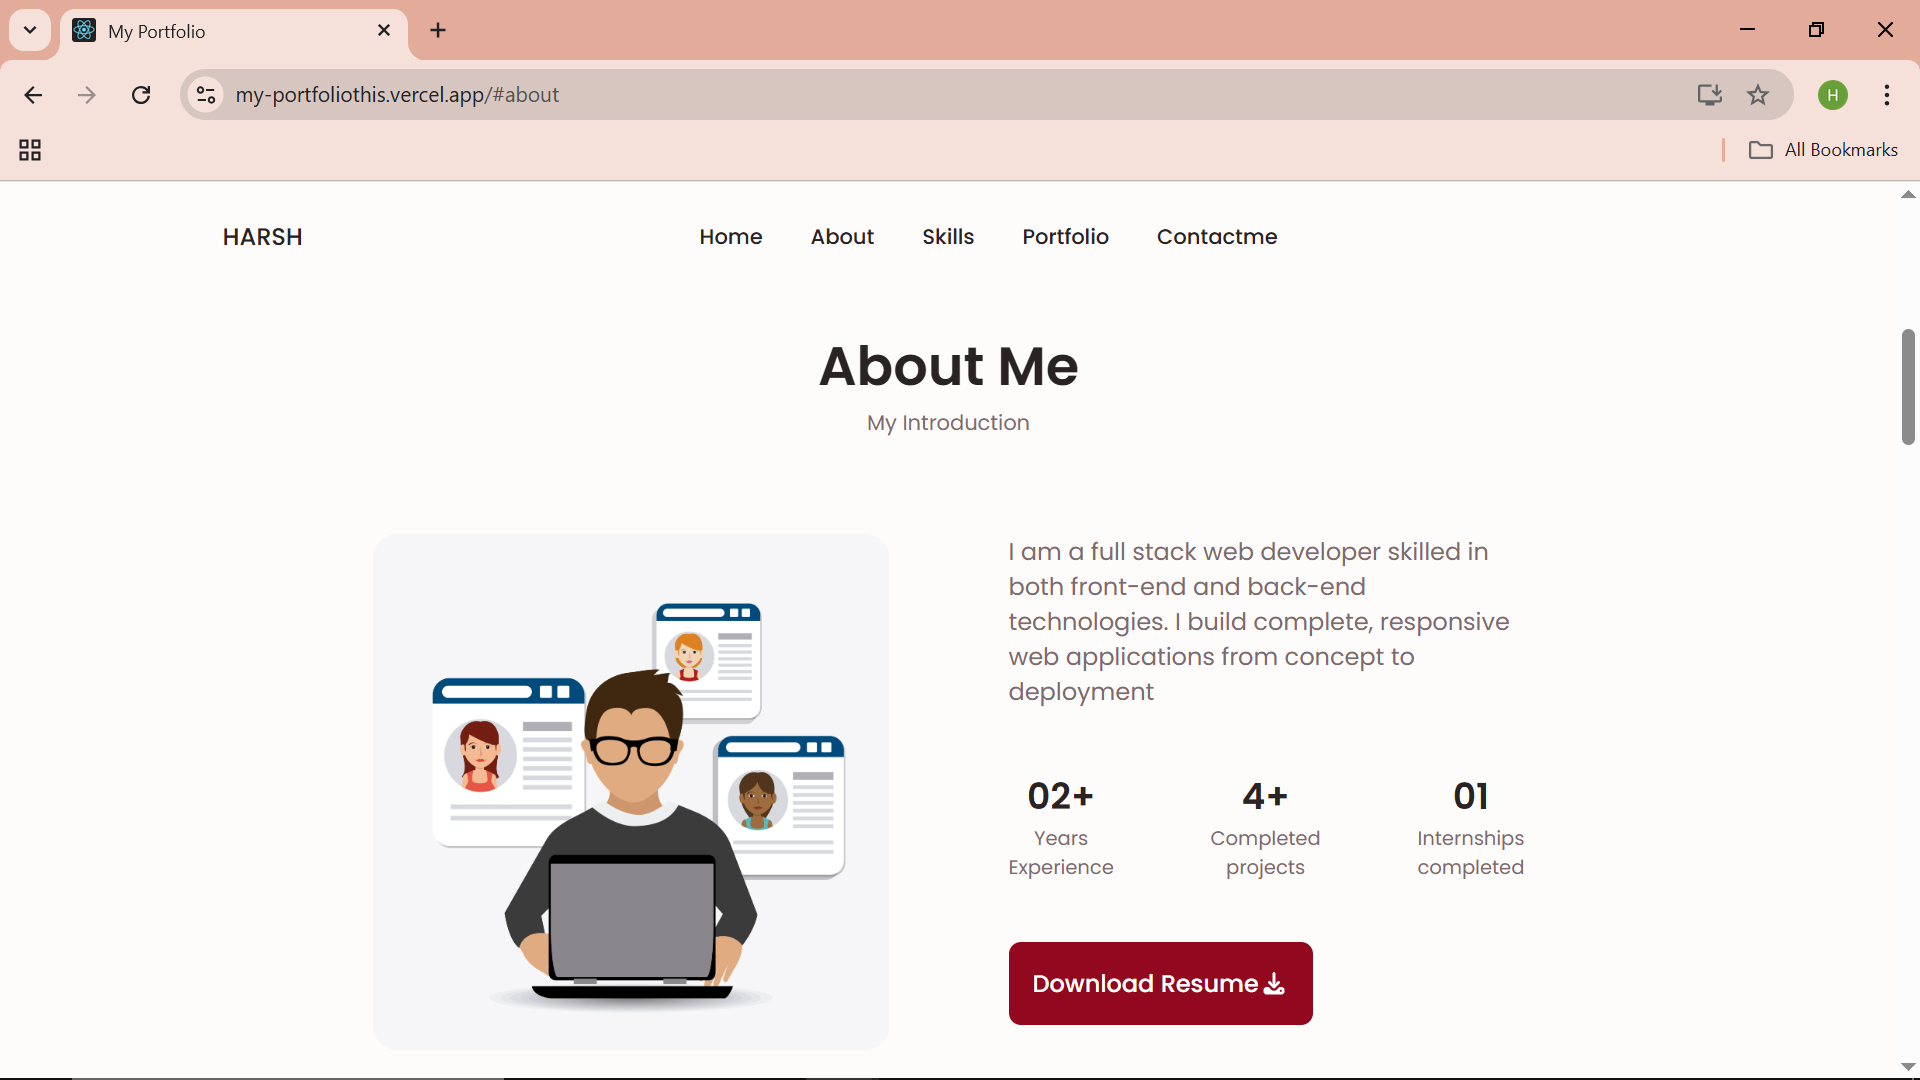 My Portfolio
my-portfoliothis.vercel.app/#about
H
All Bookmarks
HARSH
Home About Skills Portfolio Contactme
About Me
My Introduction
I am a full stack web developer skilled in
both front-end and back-end
technologies. I build complete, responsive
web applications from concept to
deployment
02+ 4+ 01
Years Completed Internships
Experience projects completed
Download Resume